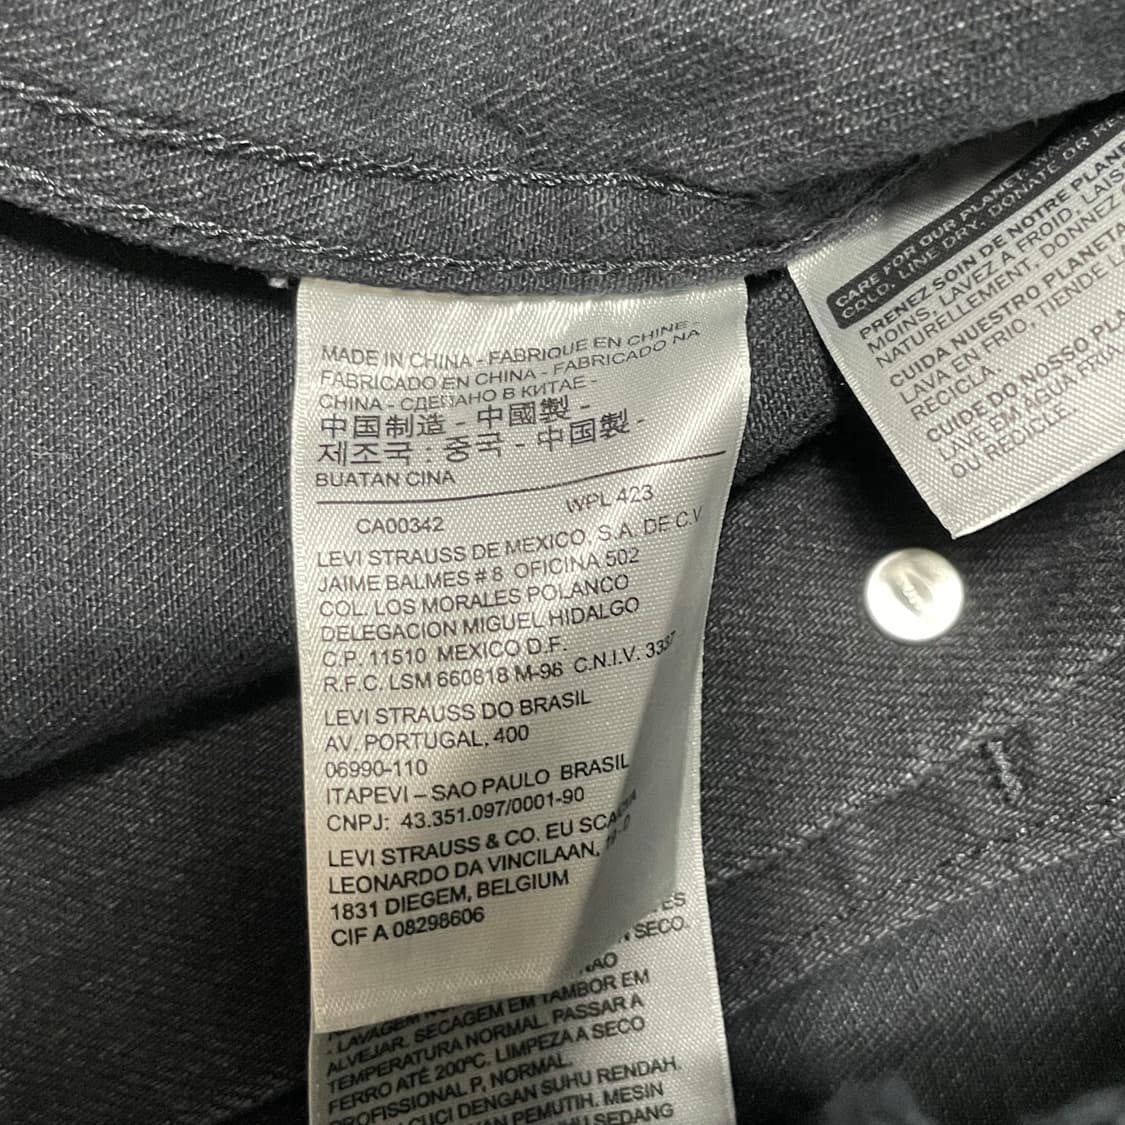 MADE IN CHINA - FABRIQUE EN CHINE -
FABRICADO EN CHINA - FABRICADO NA
CHINA - СДЕЛАНО В КИТАЕ -
中国制造 - 中國製 -
제조국 : 중국 - 中国製 -
BUATAN CINA
CA00342 WPL 423
LEVI STRAUSS DE MEXICO, S.A. DE C.V
JAIME BALMES # 8 OFICINA 502
COL. LOS MORALES POLANCO
DELEGACION MIGUEL HIDALGO
C.P. 11510 MEXICO D.F.
R.F.C. LSM 660818 M-96 C.N.I.V. 3337
LEVI STRAUSS DO BRASIL
AV. PORTUGAL, 400
06990-110
ITAPEVI – SAO PAULO BRASIL
CNPJ: 43.351.097/0001-90
LEVI STRAUSS & CO. EU SCA
LEONARDO DA VINCILAAN,
1831 DIEGEM, BELGIUM
CIF A 08298606
SECO.
LAVAGEM
ALVEJAR. SECAGEM EM TAMBOR EM
TEMPERATURA NORMAL. PASSAR A
FERRO ATÉ 200ºC. LIMPEZA A SECO
PROFISSIONAL P, NORMAL.
CUCI DENGAN SUHU RENDAH.
PEMUTIH. MESIN
SEDANG
CARE FOR OUR PLANET:
COLD, LINE DRY, DONATE OR
PRENEZ SOIN DE NOTRE
MOINS, LAVEZ À FROID,
NATURELLEMENT, DONNEZ
CUIDA NUESTRO PLANETA
LAVA EN FRIO, TIENDE
RECICLA.
CUIDE DO NOSSO
LAVE EM ÁGUA FRIA
OU RECICLE.